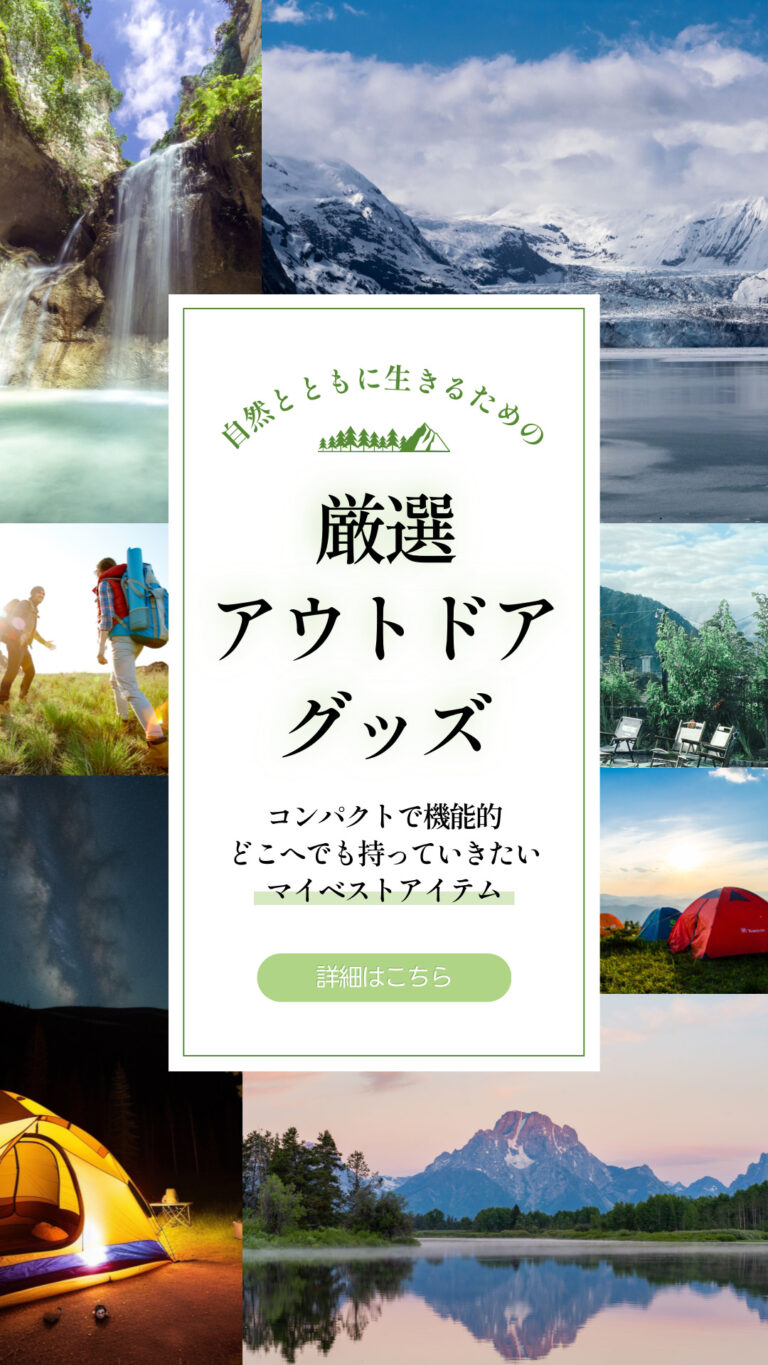 自然とともに生きるための
厳選
アウトドア
グッズ
コンパクトで機能的
どこへでも持っていきたい
マイベストアイテム
詳細はこちら